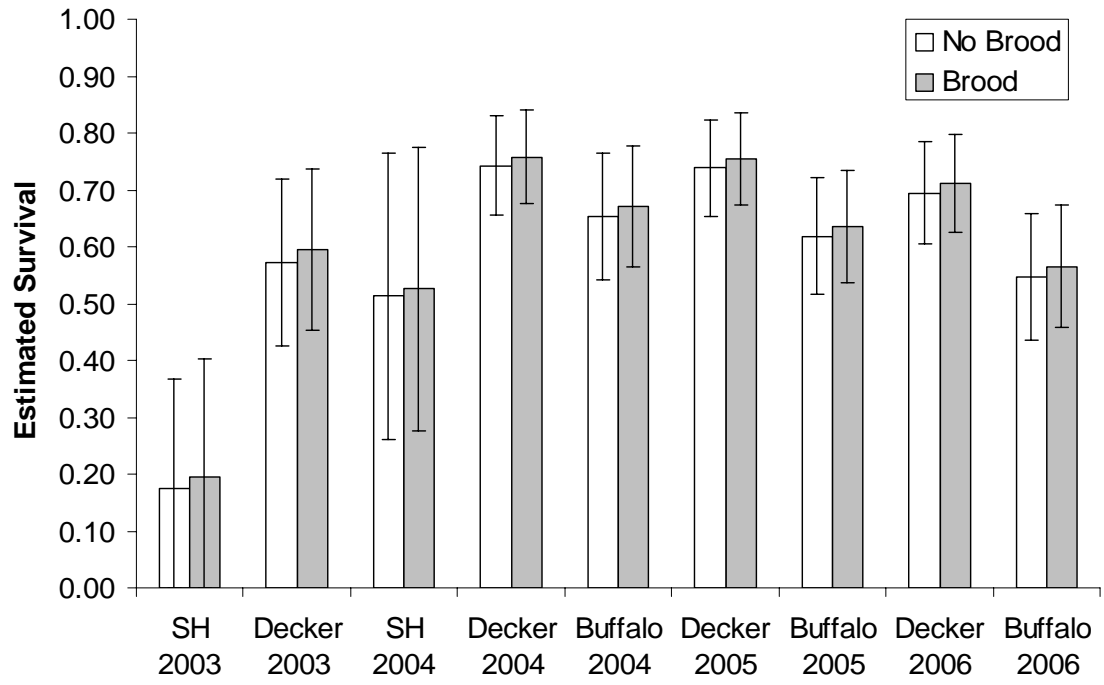 1.00
0.90
0.80
0.70
0.60
0.50
0.40
0.30
0.20
0.10
0.00
Estimated Survival
No Brood
Brood
SH Decker SH Decker Buffalo Decker Buffalo Decker Buffalo
2003 2003 2004 2004 2004 2005 2005 2006 2006